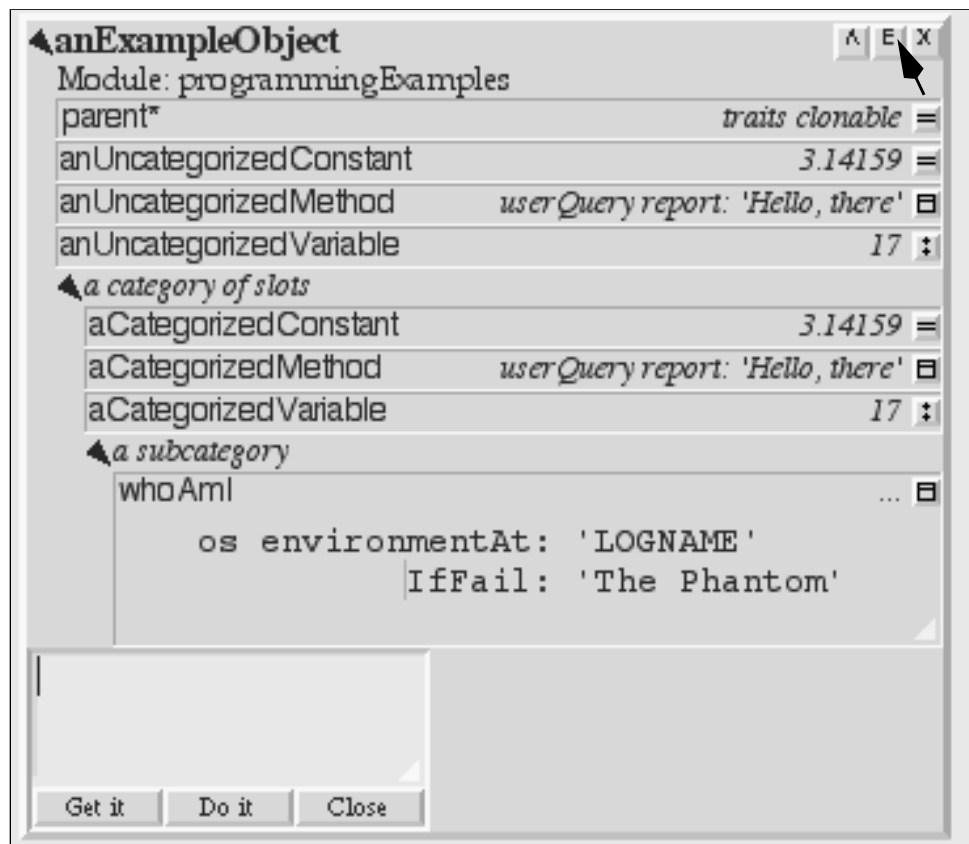 anExampleObject ʌ E X
Module: programmingExamples
parent* traits clonable =
anUncategorizedConstant 3.14159 =
anUncategorizedMethod userQuery report: 'Hello, there'
anUncategorizedVariable 17 :
a category of slots
aCategorizedConstant 3.14159 =
aCategorizedMethod userQuery report: 'Hello, there'
aCategorizedVariable 17 :
a subcategory
whoAmI ...
os environmentAt: 'LOGNAME'
IfFail: 'The Phantom'
Get it Do it Close